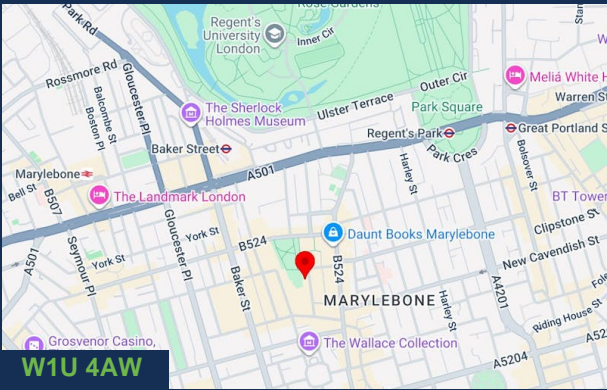 Rose Gardens
Regent's
University
London
Inner Cir
Park Rd
Rossmore Rd
Gloucester Pl
Balcombe St
Boston Pl
The Sherlock
Holmes Museum
Ulster Terrace
Outer Cir
Park Square
Meliá White H
Warren St
Regent's Park
Great Portland S
Park Cres
Baker Street
A501
Marylebone
Bell St
B507
The Landmark London
Harley St
Bolsover St
BT Tower
Daunt Books Marylebone
Clipstone St
York St
B524
Gloucester Pl
Seymour Pl
York St
A501
Baker St
B524
New Cavendish St
MARYLEBONE
Harley St
A4201
Riding House St
Fole
Grosvenor Casino,
The Wallace Collection
A5204
A52
W1U 4AW